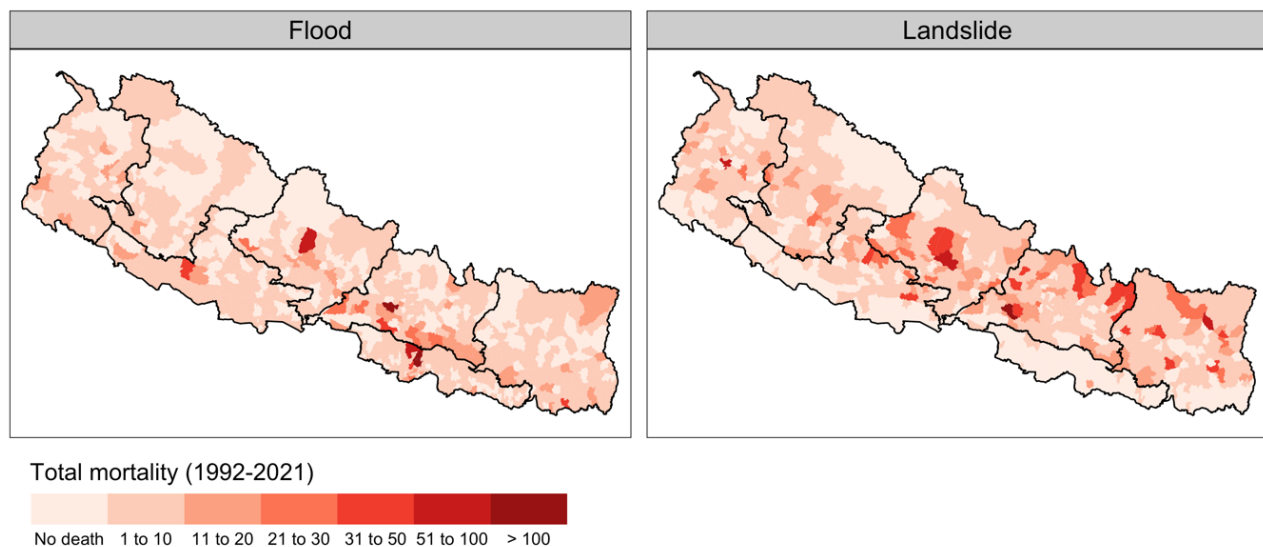 Flood
Landslide
Total mortality (1992-2021)
No death 1 to 10 11 to 20 21 to 30 31 to 50 51 to 100 > 100